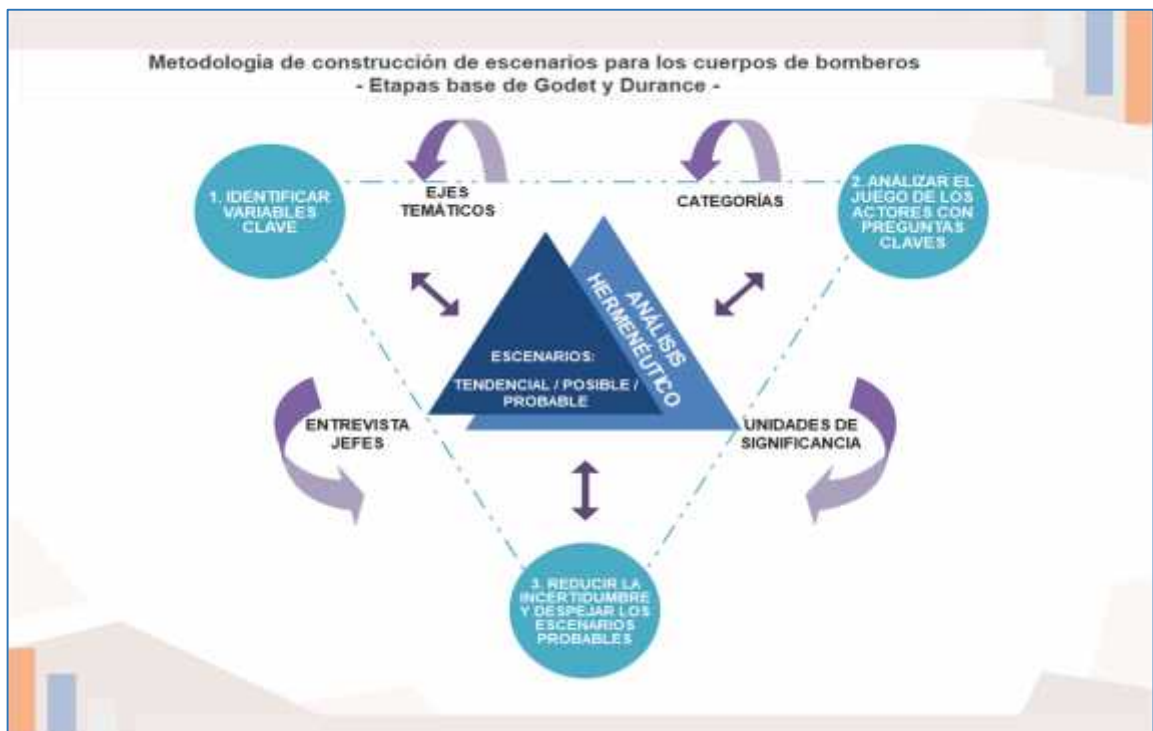 Metodologia de construcción de escenarios para los cuerpos de bomberos
- Etapas base de Godet y Durance -
1. IDENTIFICAR
VARIABLES
CLAVE
EJES
TEMÁTICOS
CATEGORÍAS
2. ANÁLIZAR EL
JUEGO DE LOS
ACTORES CON
PREGUNTAS
CLAVES
ANÁLISIS
HERMENÉUTICO
ESCENARIOS:
TENDENCIAL / POSIBLE /
PROBABLE
ENTREVISTA
JEFES
UNIDADES DE
SIGNIFICANCIA
3. REDUCIR LA
INCERTIDUMBRE
Y DESPEJAR LOS
ESCENARIOS
PROBABLES